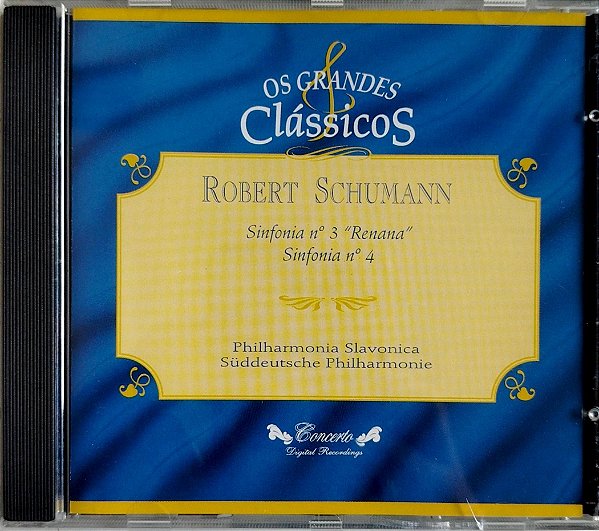 OS GRANDES
ClássicoS
ROBERT SCHUMANN
Sinfonia nº 3 “Renana”
Sinfonia nº 4
Philharmonia Slavonica
Süddeutsche Philharmonie
Concerto
Digital Recordings